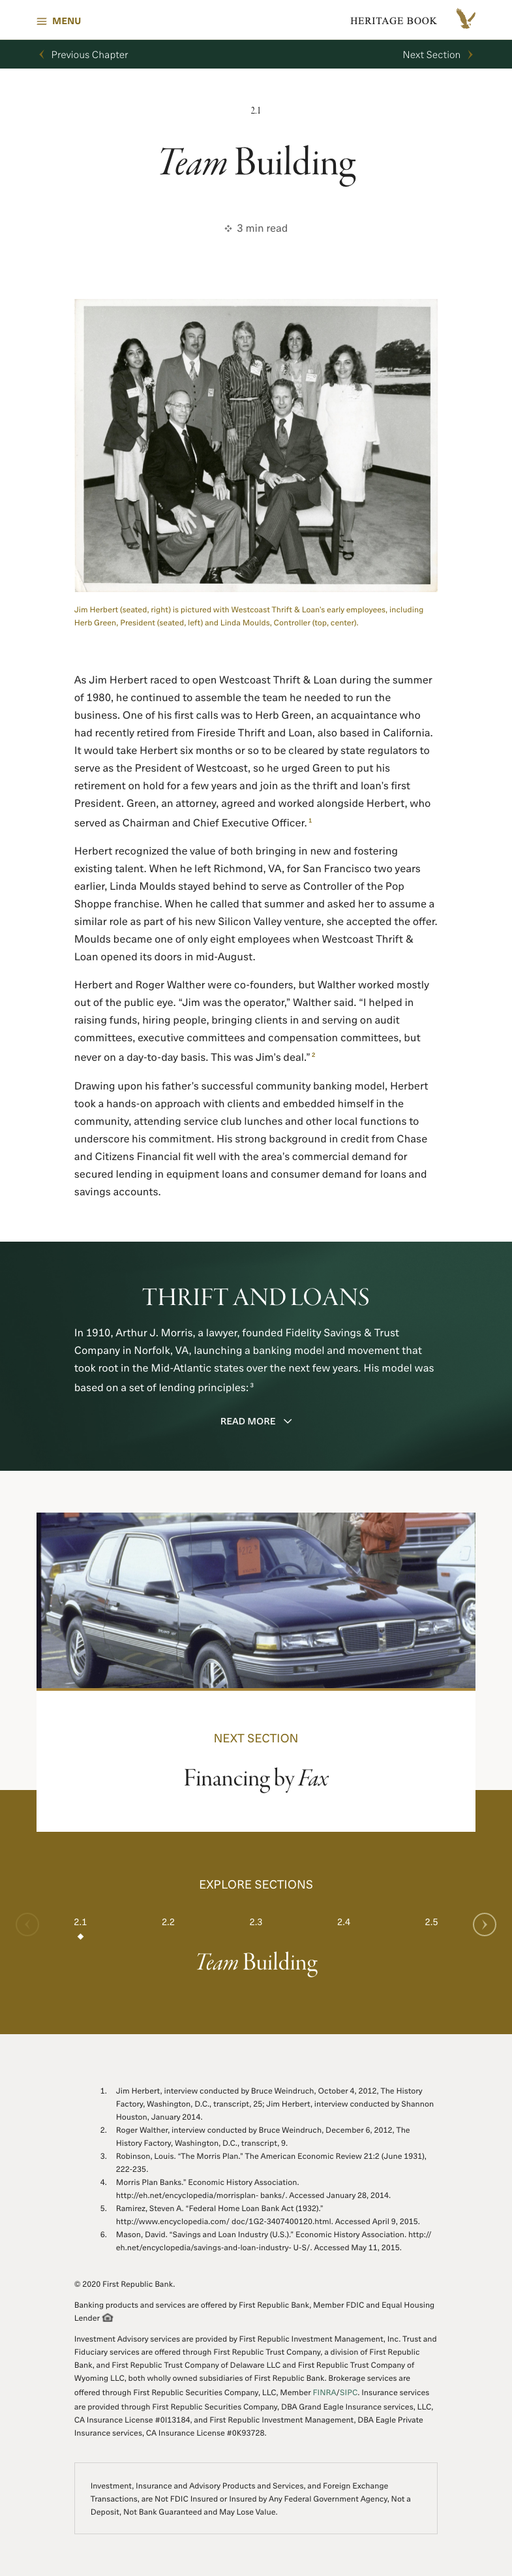 MENU
HERITAGE BOOK
Previous Chapter
Next Section
2.1
Team Building
3 min read
Jim Herbert (seated, right) is pictured with Westcoast Thrift & Loan's early employees, including
Herb Green, President (seated, left) and Linda Moulds, Controller (top, center).
As Jim Herbert raced to open Westcoast Thrift & Loan during the summer
of 1980, he continued to assemble the team he needed to run the
business. One of his first calls was to Herb Green, an acquaintance who
had recently retired from Fireside Thrift and Loan, also based in California.
It would take Herbert six months or so to be cleared by state regulators to
serve as the President of Westcoast, so he urged Green to put his
retirement on hold for a few years and join as the thrift and loan's first
President. Green, an attorney, agreed and worked alongside Herbert, who
served as Chairman and Chief Executive Officer. 1
Herbert recognized the value of both bringing in new and fostering
existing talent. When he left Richmond, VA, for San Francisco two years
earlier, Linda Moulds stayed behind to serve as Controller of the Pop
Shoppe franchise. When he called that summer and asked her to assume a
similar role as part of his new Silicon Valley venture, she accepted the offer.
Moulds became one of only eight employees when Westcoast Thrift &
Loan opened its doors in mid-August.
Herbert and Roger Walther were co-founders, but Walther worked mostly
out of the public eye. “Jim was the operator,” Walther said. “I helped in
raising funds, hiring people, bringing clients in and serving on audit
committees, executive committees and compensation committees, but
never on a day-to-day basis. This was Jim's deal.” 2
Drawing upon his father's successful community banking model, Herbert
took a hands-on approach with clients and embedded himself in the
community, attending service club lunches and other local functions to
underscore his commitment. His strong background in credit from Chase
and Citizens Financial fit well with the area's commercial demand for
secured lending in equipment loans and consumer demand for loans and
savings accounts.
THRIFT AND LOANS
In 1910, Arthur J. Morris, a lawyer, founded Fidelity Savings & Trust
Company in Norfolk, VA, launching a banking model and movement that
took root in the Mid-Atlantic states over the next few years. His model was
based on a set of lending principles: 3
READ MORE
NEXT SECTION
Financing by Fax
EXPLORE SECTIONS
2.1 2.2 2.3 2.4 2.5
Team Building
1. Jim Herbert, interview conducted by Bruce Weindruch, October 4, 2012, The History
Factory, Washington, D.C., transcript, 25; Jim Herbert, interview conducted by Shannon
Houston, January 2014.
2. Roger Walther, interview conducted by Bruce Weindruch, December 6, 2012, The
History Factory, Washington, D.C., transcript, 9.
3. Robinson, Louis. “The Morris Plan.” The American Economic Review 21:2 (June 1931),
222-235.
4. Morris Plan Banks.” Economic History Association.
http://eh.net/encyclopedia/morrisplan- banks/. Accessed January 28, 2014.
5. Ramirez, Steven A. “Federal Home Loan Bank Act (1932).”
http://www.encyclopedia.com/ doc/1G2-3407400120.html. Accessed April 9, 2015.
6. Mason, David. “Savings and Loan Industry (U.S.).” Economic History Association. http://
eh.net/encyclopedia/savings-and-loan-industry- U-S/. Accessed May 11, 2015.
© 2020 First Republic Bank.
Banking products and services are offered by First Republic Bank, Member FDIC and Equal Housing
Lender
Investment Advisory services are provided by First Republic Investment Management, Inc. Trust and
Fiduciary services are offered through First Republic Trust Company, a division of First Republic
Bank, and First Republic Trust Company of Delaware LLC and First Republic Trust Company of
Wyoming LLC, both wholly owned subsidiaries of First Republic Bank. Brokerage services are
offered through First Republic Securities Company, LLC, Member FINRA/SIPC. Insurance services
are provided through First Republic Securities Company, DBA Grand Eagle Insurance services, LLC,
CA Insurance License #0I13184, and First Republic Investment Management, DBA Eagle Private
Insurance services, CA Insurance License #0K93728.
Investment, Insurance and Advisory Products and Services, and Foreign Exchange
Transactions, are Not FDIC Insured or Insured by Any Federal Government Agency, Not a
Deposit, Not Bank Guaranteed and May Lose Value.